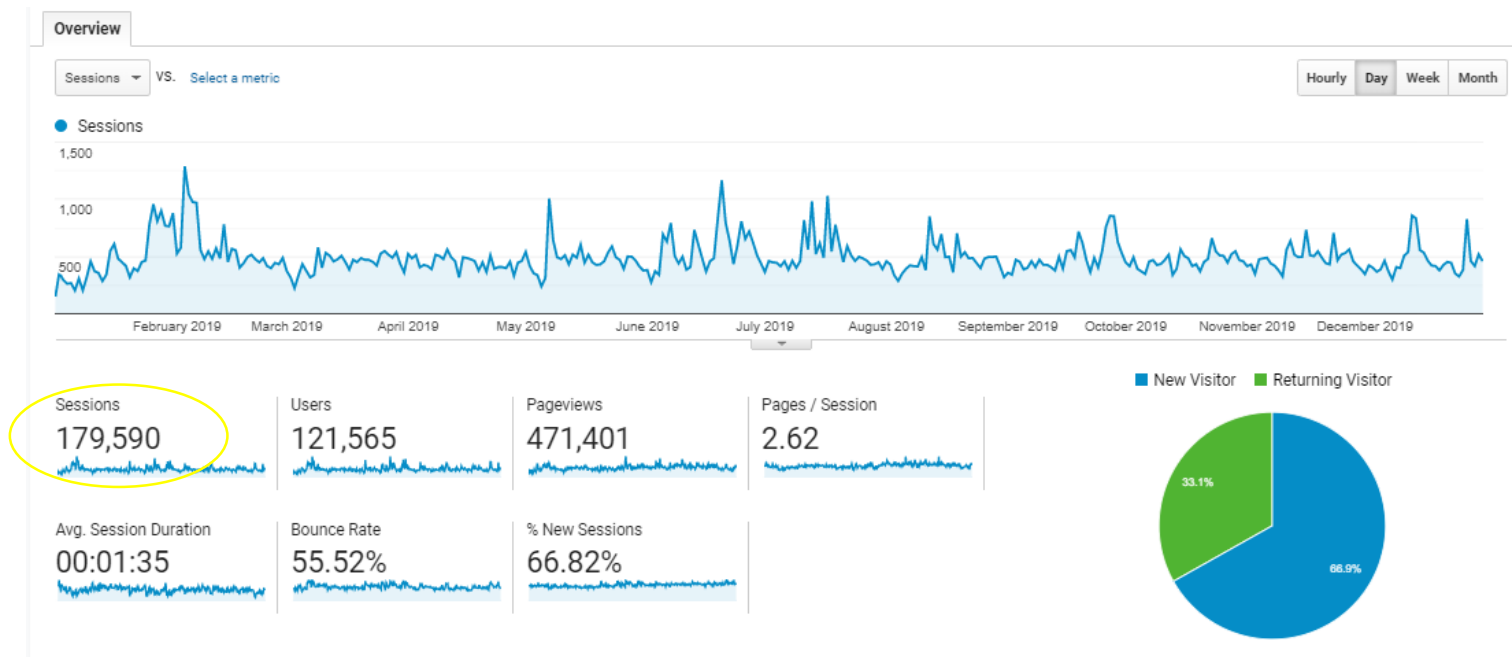 Overview
Sessions VS. Select a metric
Hourly Day Week Month
Sessions
1,500
1,000
500
February 2019 March 2019 April 2019 May 2019 June 2019 July 2019 August 2019 September 2019 October 2019 November 2019 December 2019
New Visitor Returning Visitor
Sessions Users Pageviews Pages / Session
179,590 121,565 471,401 2.62
33.1%
Avg. Session Duration Bounce Rate % New Sessions
00:01:35 55.52% 66.82%
66.9%